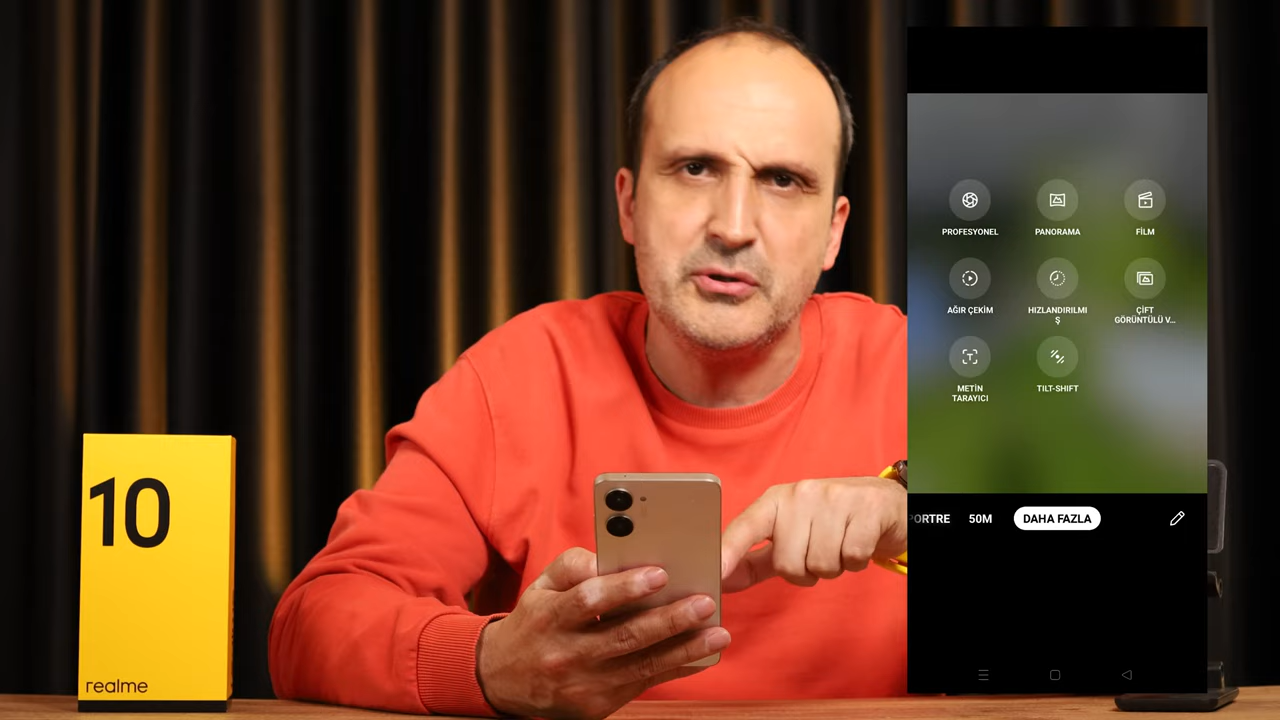 10
realme
PROFESYONEL
PANORAMA
FİLM
AĞIR ÇEKİM
HIZLANDIRILMI
Ş
ÇİFT
GÖRÜNTÜLÜ V...
METİN
TARAYICI
TILT-SHIFT
PORTRE
50M
DAHA FAZLA